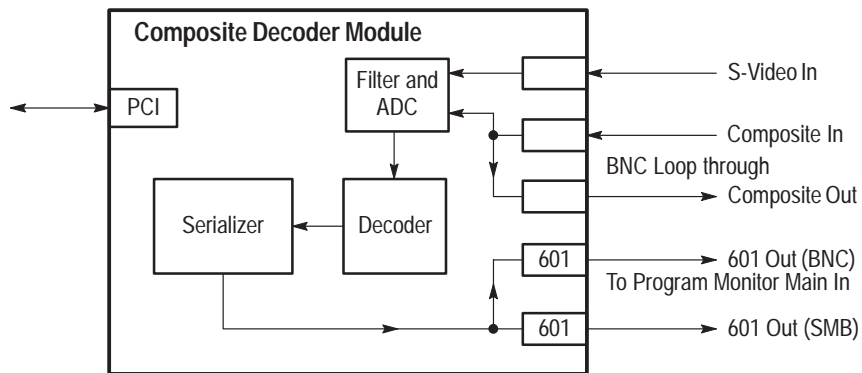 Composite Decoder Module
PCI
Filter and
ADC
S-Video In
Composite In
BNC Loop through
Composite Out
Serializer
Decoder
601
601 Out (BNC)
To Program Monitor Main In
601
601 Out (SMB)